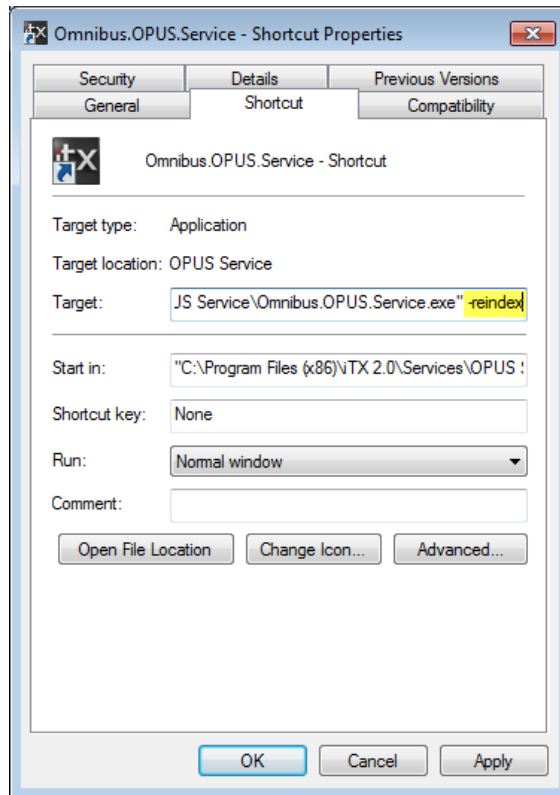 Omnibus.OPUS.Service - Shortcut Properties
Security Details Previous Versions
General Shortcut Compatibility
itx
Omnibus.OPUS.Service - Shortcut
Target type: Application
Target location: OPUS Service
Target: JS Service\Omnibus.OPUS.Service.exe" -reindex
Start in: "C:\Program Files (x86)\iTX 2.0\Services\OPUS
Shortcut key: None
Run: Normal window
Comment:
Open File Location Change Icon... Advanced...
OK Cancel Apply